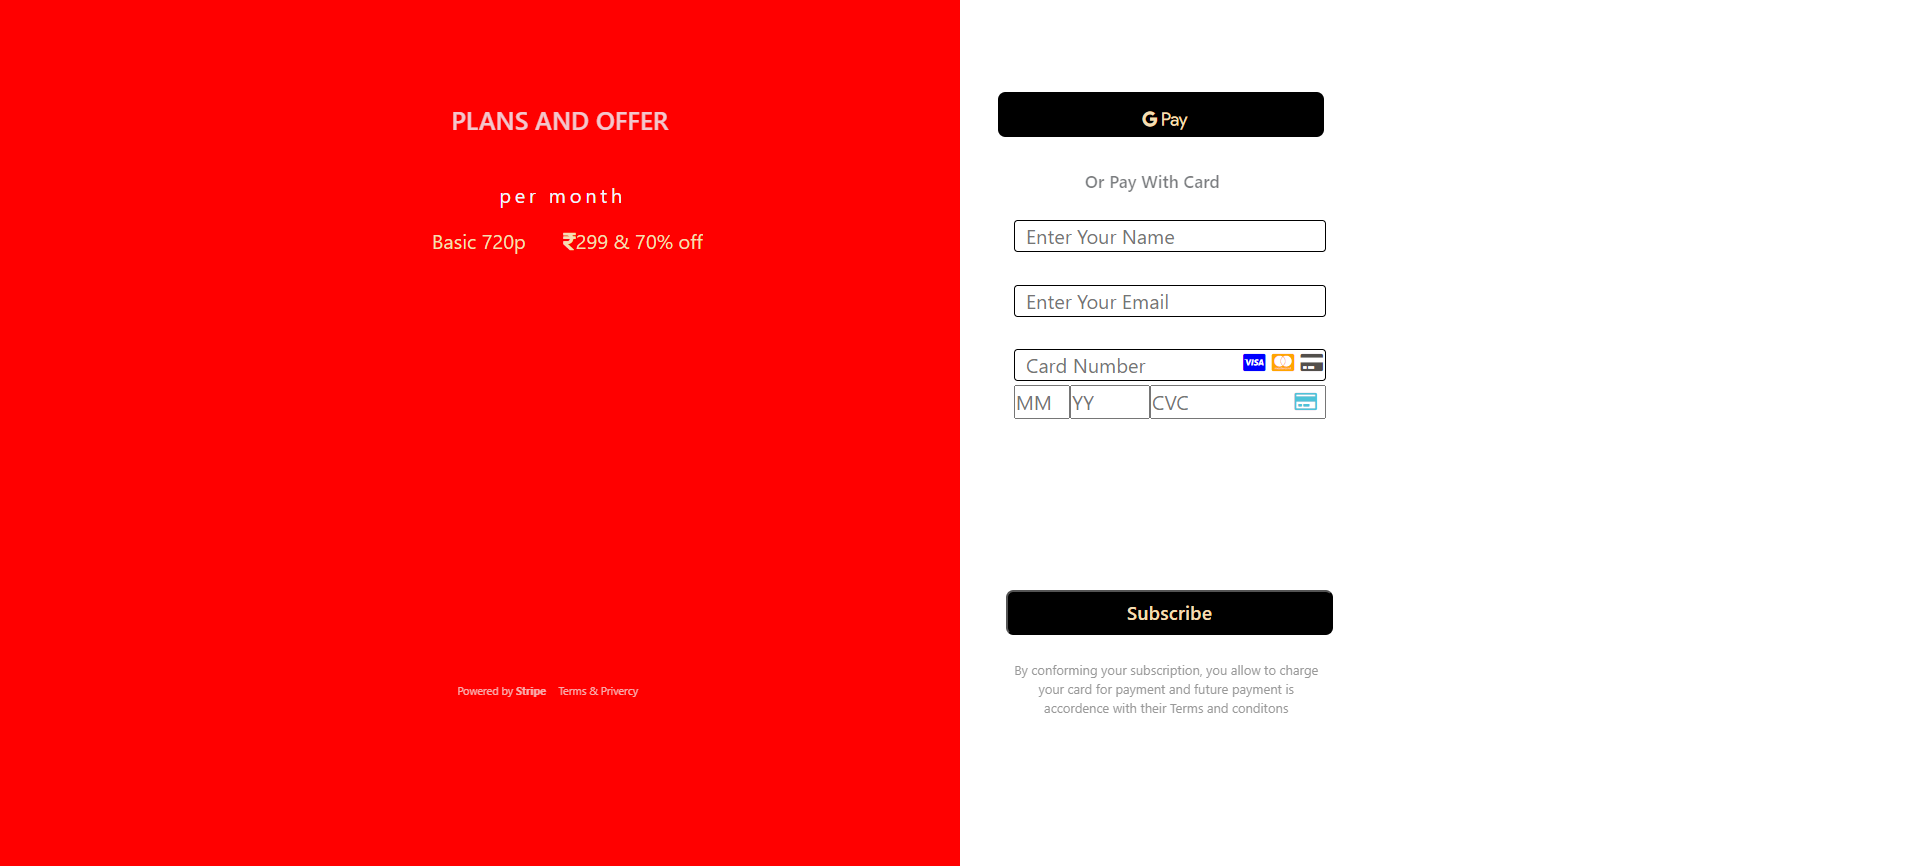 PLANS AND OFFER
per month
Basic 720p ₹299 & 70% off
Powered by Stripe Terms & Privercy
G Pay
Or Pay With Card
Enter Your Name
Enter Your Email
Card Number VISA
MM YY CVC
Subscribe
By conforming your subscription, you allow to charge
your card for payment and future payment is
accordence with their Terms and conditons